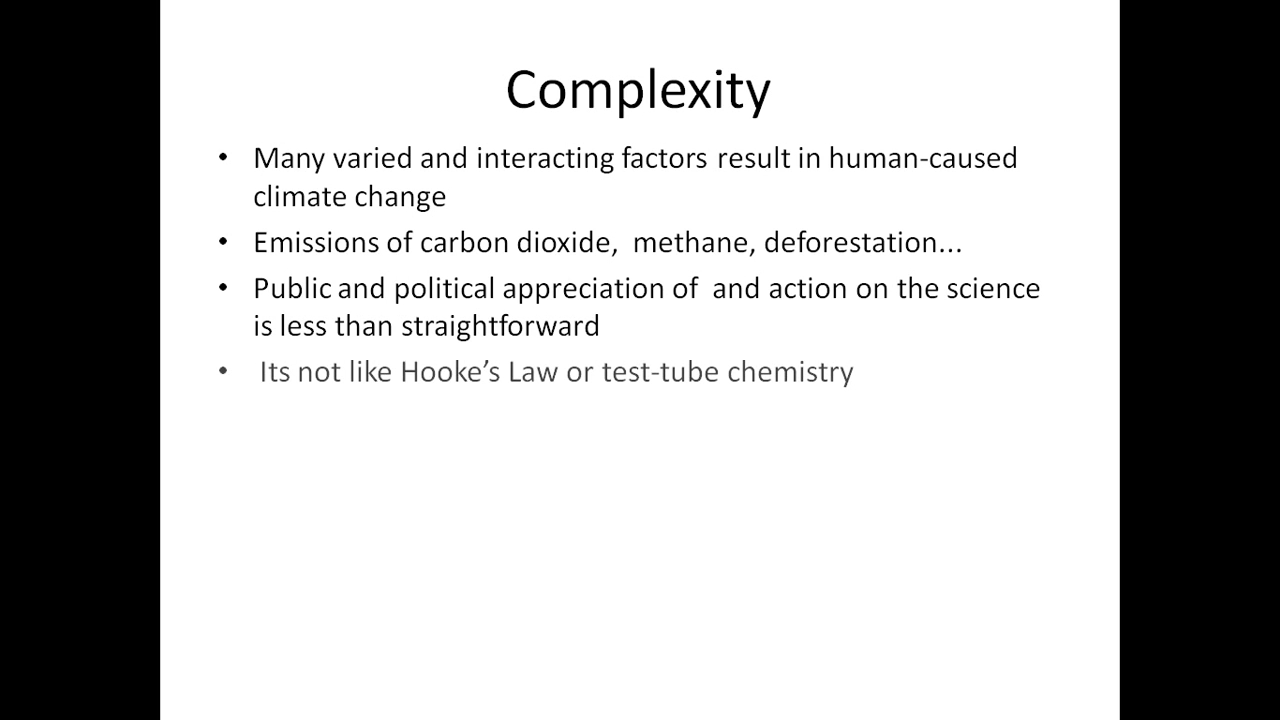 Complexity
• Many varied and interacting factors result in human-caused
climate change
• Emissions of carbon dioxide,  methane, deforestation...
• Public and political appreciation of  and action on the science
is less than straightforward
•  Its not like Hooke’s Law or test-tube chemistry